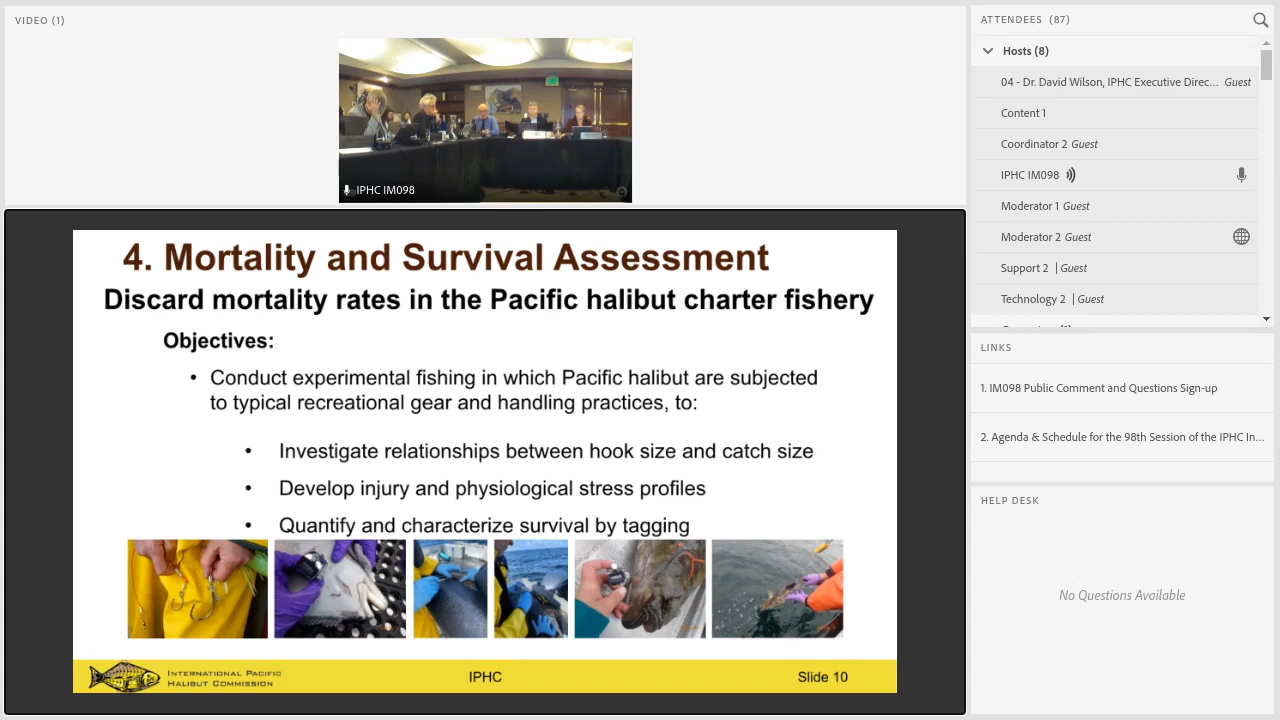 VIDEO (1)
IPHC IM098
4. Mortality and Survival Assessment
Discard mortality rates in the Pacific halibut charter fishery
Objectives:
• Conduct experimental fishing in which Pacific halibut are subjected
to typical recreational gear and handling practices, to:
• Investigate relationships between hook size and catch size
• Develop injury and physiological stress profiles
• Quantify and characterize survival by tagging
INTERNATIONAL PACIFIC
HALIBUT COMMISSION
IPHC
Slide 10
ATTENDEES (87)
Hosts (8)
04 - Dr. David Wilson, IPHC Executive Direc... Guest
Content 1
Coordinator 2 Guest
IPHC IM098
Moderator 1 Guest
Moderator 2 Guest
Support 2 | Guest
Technology 2 | Guest
LINKS
1. IM098 Public Comment and Questions Sign-up
2. Agenda & Schedule for the 98th Session of the IPHC In...
HELP DESK
No Questions Available